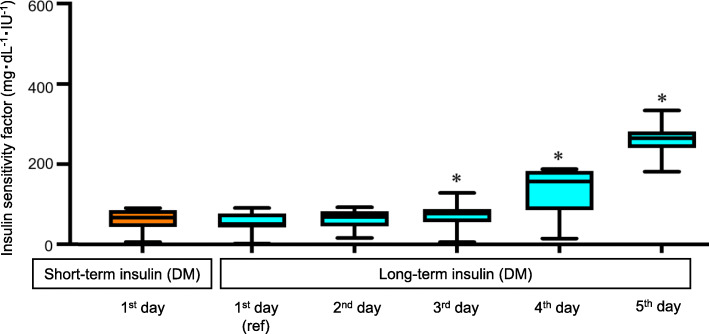 Insulin sensitivity factor (mg・dL⁻¹・IU⁻¹)
600
400
200
0
*
*
*
Short-term insulin (DM)
Long-term insulin (DM)
1ˢᵗ day
1ˢᵗ day
(ref)
2ⁿᵈ day
3ʳᵈ day
4ᵗʰ day
5ᵗʰ day